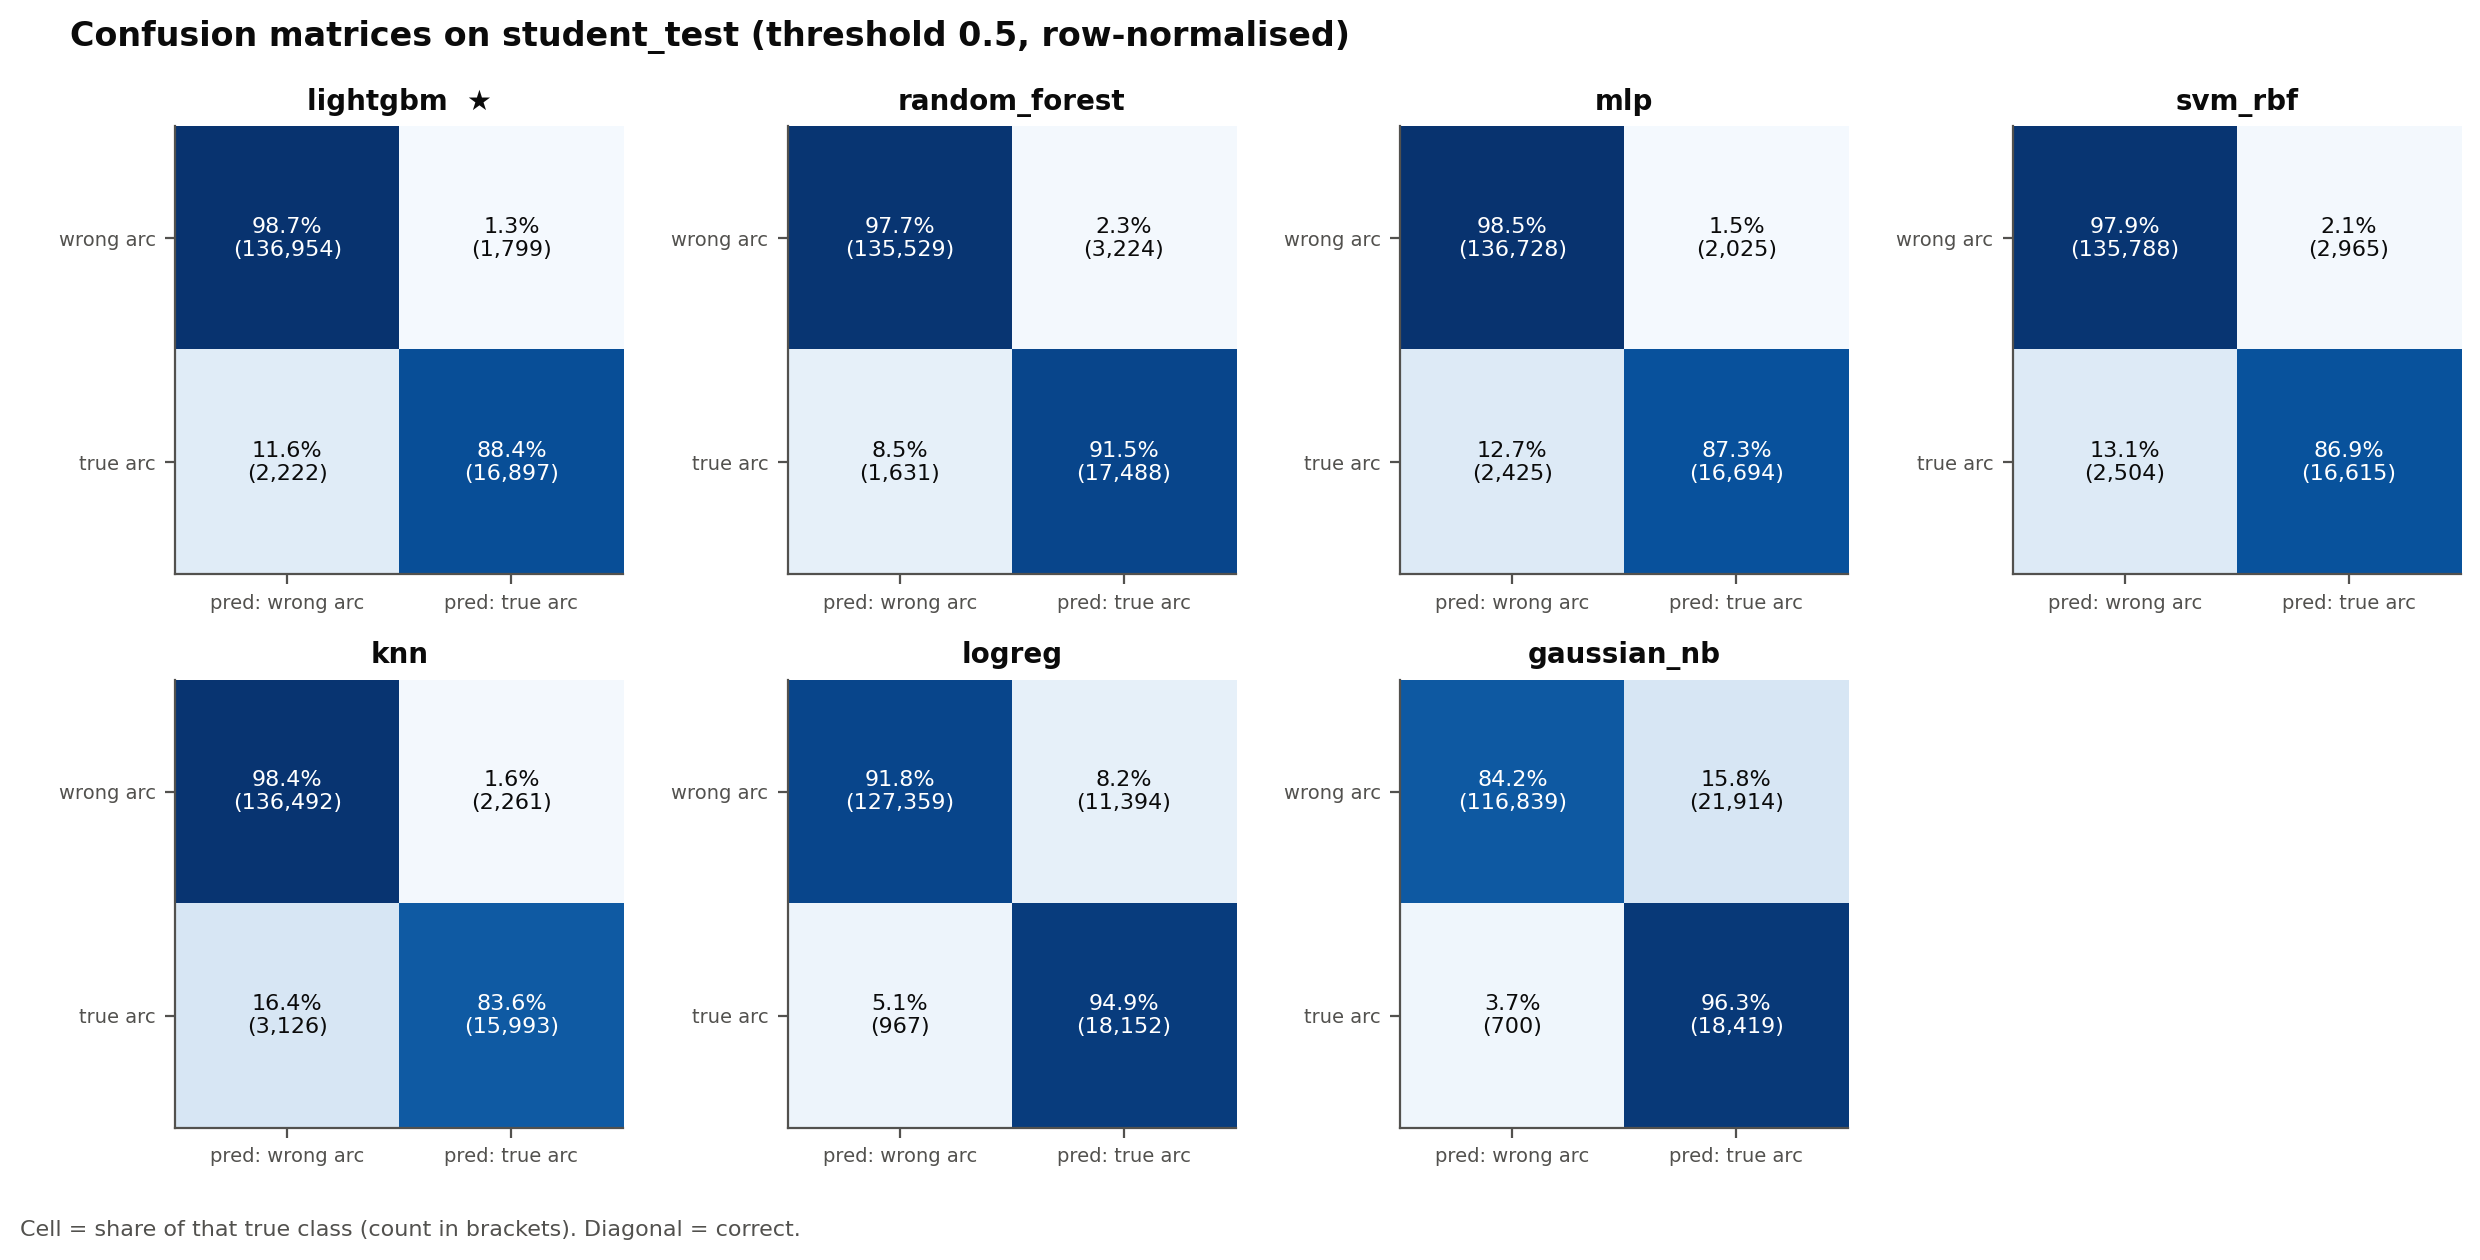 Confusion matrices on student_test (threshold 0.5, row-normalised)
lightgbm ★
98.7%
(136,954)
1.3%
(1,799)
11.6%
(2,222)
88.4%
(16,897)
wrong arc
true arc
pred: wrong arc
pred: true arc
random_forest
97.7%
(135,529)
2.3%
(3,224)
8.5%
(1,631)
91.5%
(17,488)
wrong arc
true arc
pred: wrong arc
pred: true arc
mlp
98.5%
(136,728)
1.5%
(2,025)
12.7%
(2,425)
87.3%
(16,694)
wrong arc
true arc
pred: wrong arc
pred: true arc
svm_rbf
97.9%
(135,788)
2.1%
(2,965)
13.1%
(2,504)
86.9%
(16,615)
wrong arc
true arc
pred: wrong arc
pred: true arc
knn
98.4%
(136,492)
1.6%
(2,261)
16.4%
(3,126)
83.6%
(15,993)
wrong arc
true arc
pred: wrong arc
pred: true arc
logreg
91.8%
(127,359)
8.2%
(11,394)
5.1%
(967)
94.9%
(18,152)
wrong arc
true arc
pred: wrong arc
pred: true arc
gaussian_nb
84.2%
(116,839)
15.8%
(21,914)
3.7%
(700)
96.3%
(18,419)
wrong arc
true arc
pred: wrong arc
pred: true arc
Cell = share of that true class (count in brackets). Diagonal = correct.